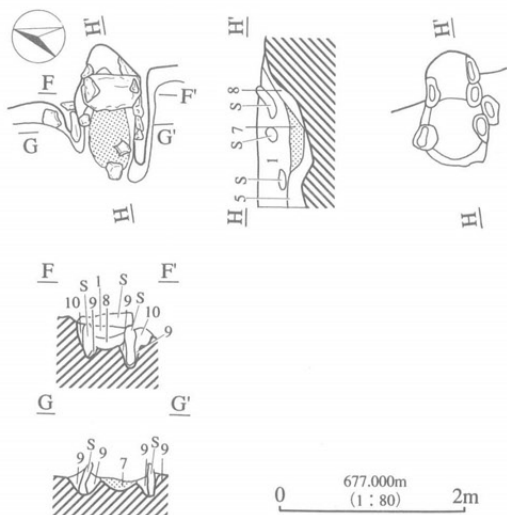 H'
F
F'
G
G'
H
H'
8
S
7
S
1
S
5
H
H'
H
F
F'
10 9 S 1 8 S 9 S 10 9
G
G'
9 S 9 7 9 S 9
677.000m
0 (1：80) 2m